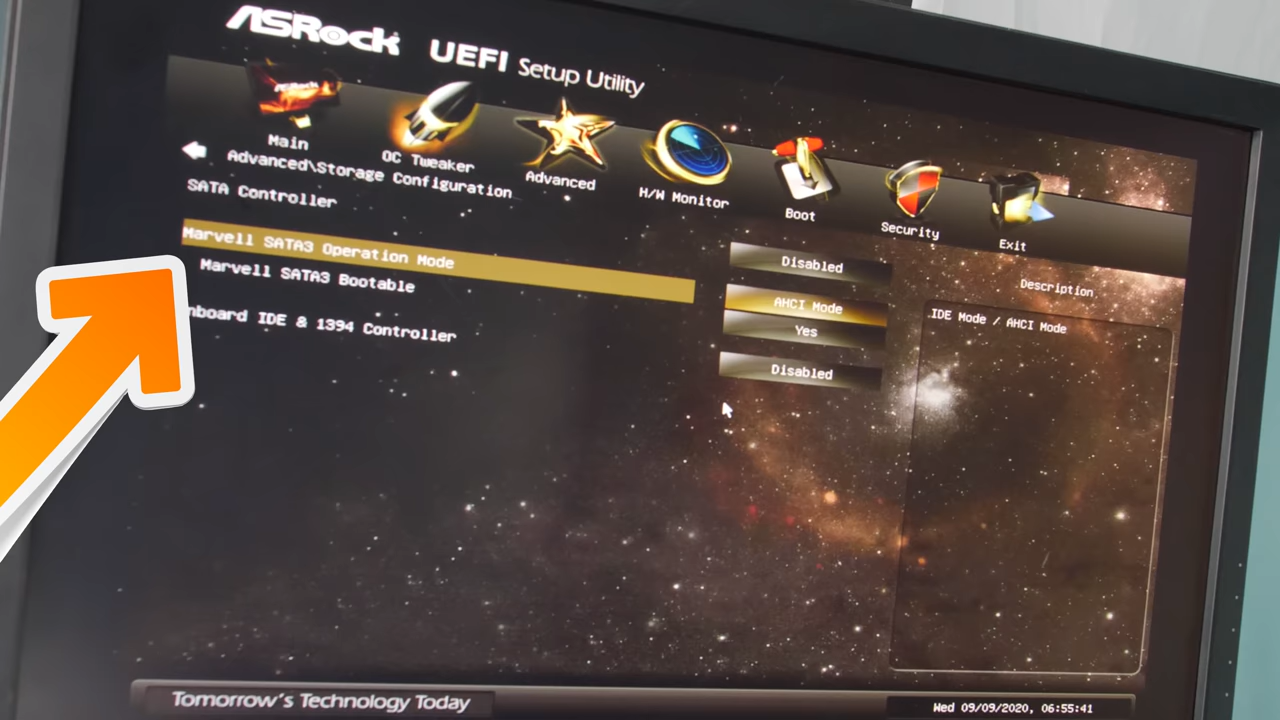 ASRock UEFI Setup Utility
Main
OC Tweaker
Advanced
H/W Monitor
Boot
Security
Exit
Advanced\Storage Configuration
SATA Controller
Disabled
Marvell SATA3 Operation Mode
AHCI Mode
Marvell SATA3 Bootable
Yes
nboard IDE & 1394 Controller
Disabled
Description
IDE Mode / AHCI Mode
Tomorrow's Technology Today
Wed 09/09/2020, 06:55:41